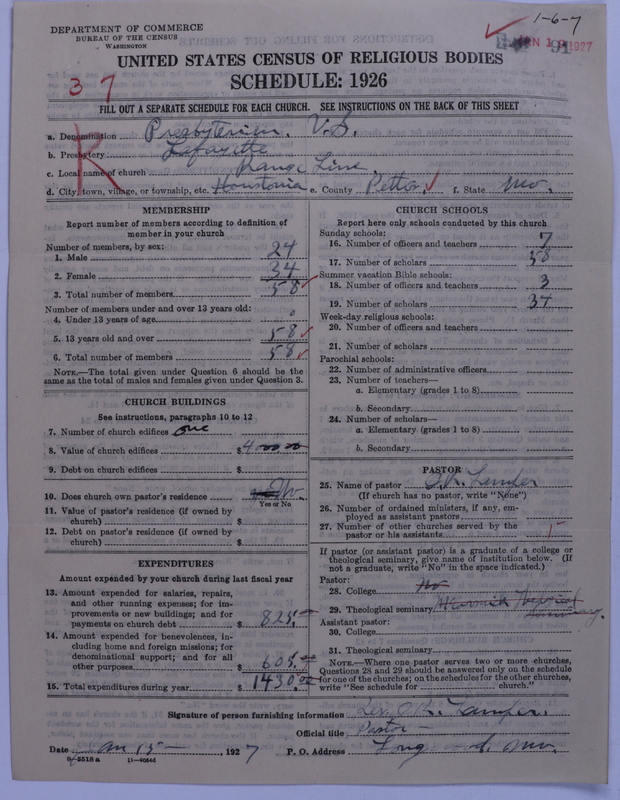 DEPARTMENT OF COMMERCE
BUREAU OF THE CENSUS
WASHINGTON
1-6-7
91
JAN 1 1927
UNITED STATES CENSUS OF RELIGIOUS BODIES
SCHEDULE: 1926
37
FILL OUT A SEPARATE SCHEDULE FOR EACH CHURCH. SEE INSTRUCTIONS ON THE BACK OF THIS SHEET
R
a. Denomination Presbyterian. U.S.
b. Presbytery Lafayette
c. Local name of church Range Line
d. City, town, village, or township, etc. Houstonia e. County Pettis. f. State Mo.
MEMBERSHIP
Report number of members according to definition of member in your church
Number of members, by sex:
1. Male 24
2. Female 34
3. Total number of members 58
Number of members under and over 13 years old:
4. Under 13 years of age 0
5. 13 years old and over 58
6. Total number of members 58
NOTE.—The total given under Question 6 should be
same as the total of males and females given under Question 3.
CHURCH BUILDINGS
See instructions, paragraphs 10 to 12
7. Number of church edifices one
8. Value of church edifices $4000.00
9. Debt on church edifices $
10. Does church own pastor's residence No.
Yes or No
11. Value of pastor's residence (if owned by
church) $
12. Debt on pastor's residence (if owned by
church) $
EXPENDITURES
Amount expended by your church during last fiscal year
13. Amount expended for salaries, repairs,
and other running expenses; for im-
provements or new buildings; and for
payments on church debt $ 825.00
14. Amount expended for benevolences, in-
cluding home and foreign missions; for
denominational support; and for all
other purposes $ 605.00
15. Total expenditures during year $1430.00
CHURCH SCHOOLS
Report here only schools conducted by this church
Sunday schools:
16. Number of officers and teachers 7
17. Number of scholars 58
Summer vacation Bible schools:
18. Number of officers and teachers 3
19. Number of scholars 37
Week-day religious schools:
20. Number of officers and teachers
21. Number of scholars
Parochial schools:
22. Number of administrative officers
23. Number of teachers—
a. Elementary (grades 1 to 8)
b. Secondary
24. Number of scholars—
a. Elementary (grades 1 to 8)
b. Secondary
PASTOR
25. Name of pastor
(If church has no pastor, write "None")
26. Number of ordained ministers, if any, em-
ployed as assistant pastors
27. Number of other churches served by the
pastor or his assistants 1
If pastor (or assistant pastor) is a graduate of a college or
theological seminary, give name of institution below. (If
not a graduate, write "No" in the space indicated.)
Pastor:
28. College No
29. Theological seminary
Seminary.
Assistant pastor:
30. College
31. Theological seminary
NOTE.—Where one pastor serves two or more churches,
Questions 28 and 29 should be answered only on the schedule
for one of the churches; on the schedules for the other churches,
write "See schedule for church."
Signature of person furnishing information Rev.
Official title Pastor
Date Jan 15 1927 P. O. Address Longwood, Mo.
8-5518 a